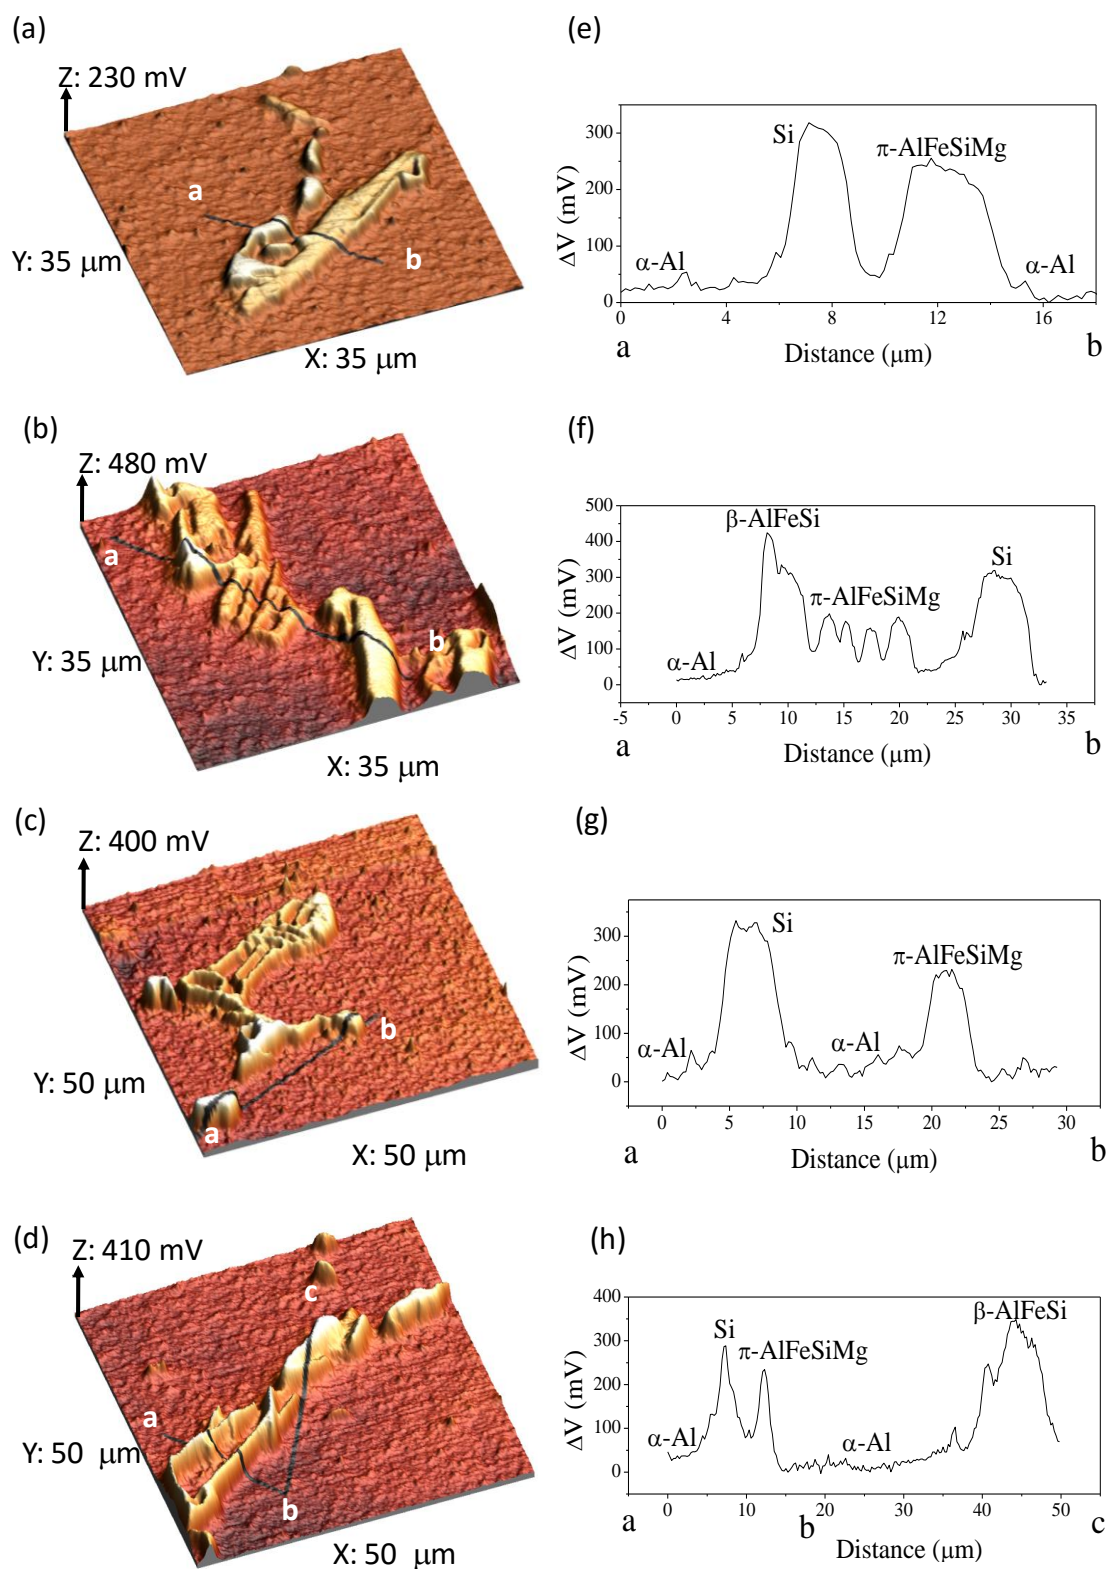 (a)
Z: 230 mV
a
b
Y: 35 μm
X: 35 μm
(e)
300
200
100
0
ΔV (mV)
Si
π-AlFeSiMg
α-Al
α-Al
0 4 8 12 16
a Distance (μm) b
(b)
Z: 480 mV
a
b
Y: 35 μm
X: 35 μm
(f)
500
400
300
200
100
0
ΔV (mV)
β-AlFeSi
Si
π-AlFeSiMg
α-Al
-5 0 5 10 15 20 25 30 35
a Distance (μm) b
(c)
Z: 400 mV
b
a
Y: 50 μm
X: 50 μm
(g)
300
200
100
0
ΔV (mV)
Si
π-AlFeSiMg
α-Al
α-Al
0 5 10 15 20 25 30
a Distance (μm) b
(d)
Z: 410 mV
c
a
b
Y: 50 μm
X: 50 μm
(h)
400
300
200
100
0
ΔV (mV)
β-AlFeSi
Si
π-AlFeSiMg
α-Al
α-Al
0 10 20 30 40 50
a b c
Distance (μm)